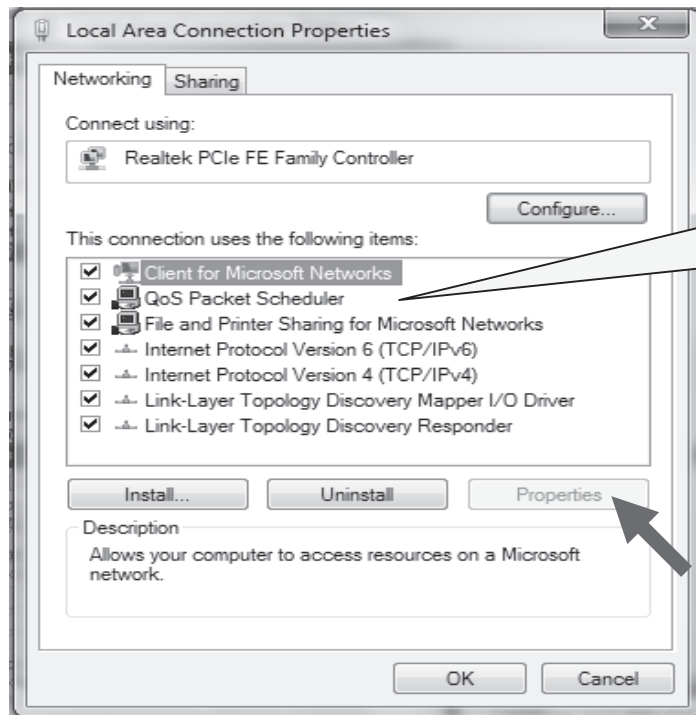 Local Area Connection Properties
Networking
Sharing
Connect using:
Realtek PCIe FE Family Controller
Configure...
This connection uses the following items:
Client for Microsoft Networks
QoS Packet Scheduler
File and Printer Sharing for Microsoft Networks
Internet Protocol Version 6 (TCP/IPv6)
Internet Protocol Version 4 (TCP/IPv4)
Link-Layer Topology Discovery Mapper I/O Driver
Link-Layer Topology Discovery Responder
Install...
Uninstall
Properties
Description
Allows your computer to access resources on a Microsoft
network.
OK
Cancel